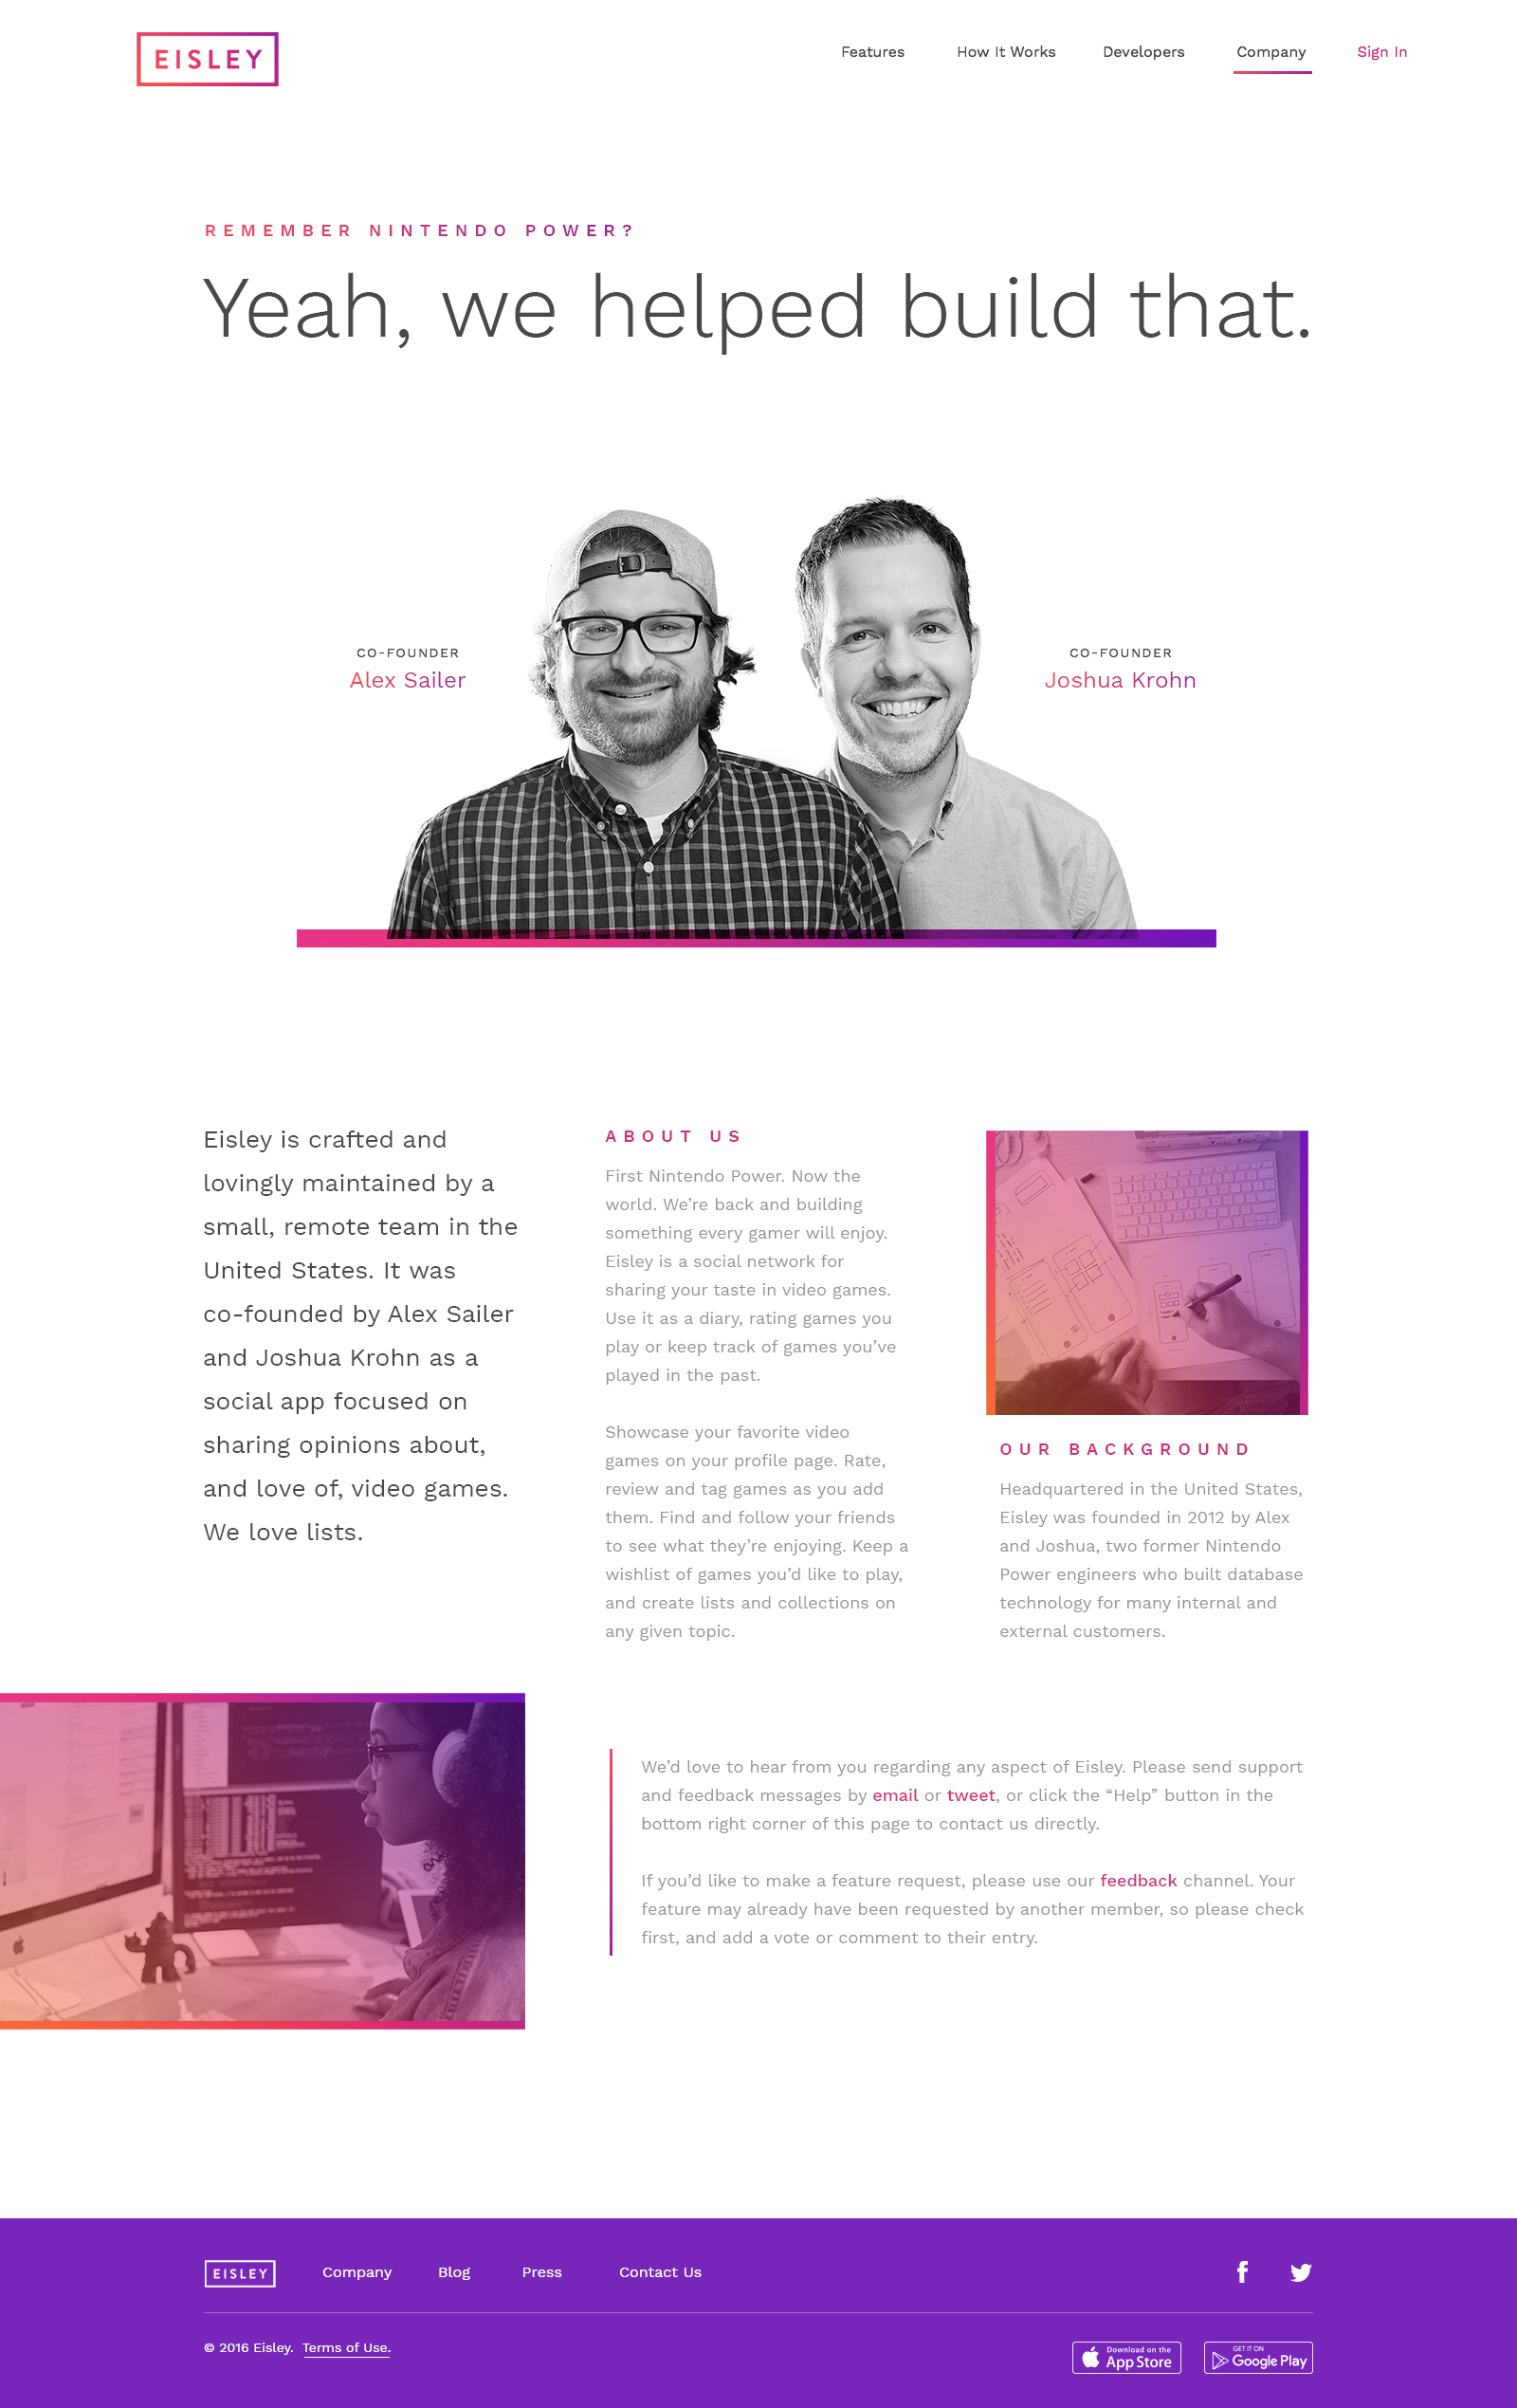 EISLEY
Features How It Works Developers Company Sign In
REMEMBER NINTENDO POWER?
Yeah, we helped build that.
CO-FOUNDER
Alex Sailer
CO-FOUNDER
Joshua Krohn
Eisley is crafted and
lovingly maintained by a
small, remote team in the
United States. It was
co-founded by Alex Sailer
and Joshua Krohn as a
social app focused on
sharing opinions about,
and love of, video games.
We love lists.
ABOUT US
First Nintendo Power. Now the
world. We’re back and building
something every gamer will enjoy.
Eisley is a social network for
sharing your taste in video games.
Use it as a diary, rating games you
play or keep track of games you’ve
played in the past.
Showcase your favorite video
games on your profile page. Rate,
review and tag games as you add
them. Find and follow your friends
to see what they’re enjoying. Keep a
wishlist of games you’d like to play,
and create lists and collections on
any given topic.
OUR BACKGROUND
Headquartered in the United States,
Eisley was founded in 2012 by Alex
and Joshua, two former Nintendo
Power engineers who built database
technology for many internal and
external customers.
We’d love to hear from you regarding any aspect of Eisley. Please send support
and feedback messages by email or tweet, or click the “Help” button in the
bottom right corner of this page to contact us directly.
If you’d like to make a feature request, please use our feedback channel. Your
feature may already have been requested by another member, so please check
first, and add a vote or comment to their entry.
EISLEY Company Blog Press Contact Us
© 2016 Eisley. Terms of Use.
Download on the
App Store
GET IT ON
Google Play